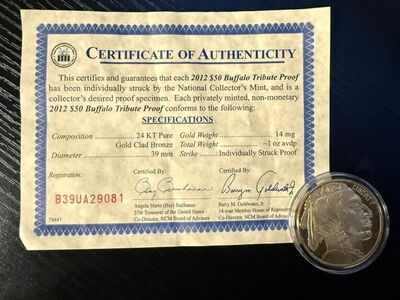 CERTIFICATE OF AUTHENTICITY
This certifies and guarantees that each 2012 $50 Buffalo Tribute Proof
has been individually struck by the National Collector's Mint, and is a
collector's desired proof specimen. Each privately minted, non-monetary
2012 $50 Buffalo Tribute Proof conforms to the following:
SPECIFICATIONS
Composition 24 KT Pure Gold Clad Bronze
Gold Weight 14 mg
Total Weight ~1 oz avdp
Diameter 39 mm
Strike Individually Struck Proof
Registration:
Certified:
B39UA29081
Angela Marie (Bay) Buchanan
37th Treasurer of the United States
Co-Director, NCM Board of Advisors
Barry M. Goldwater, Jr.
14-year Member House of Representatives
Co-Director, NCM Board of Advisors
79441
LIBERTY